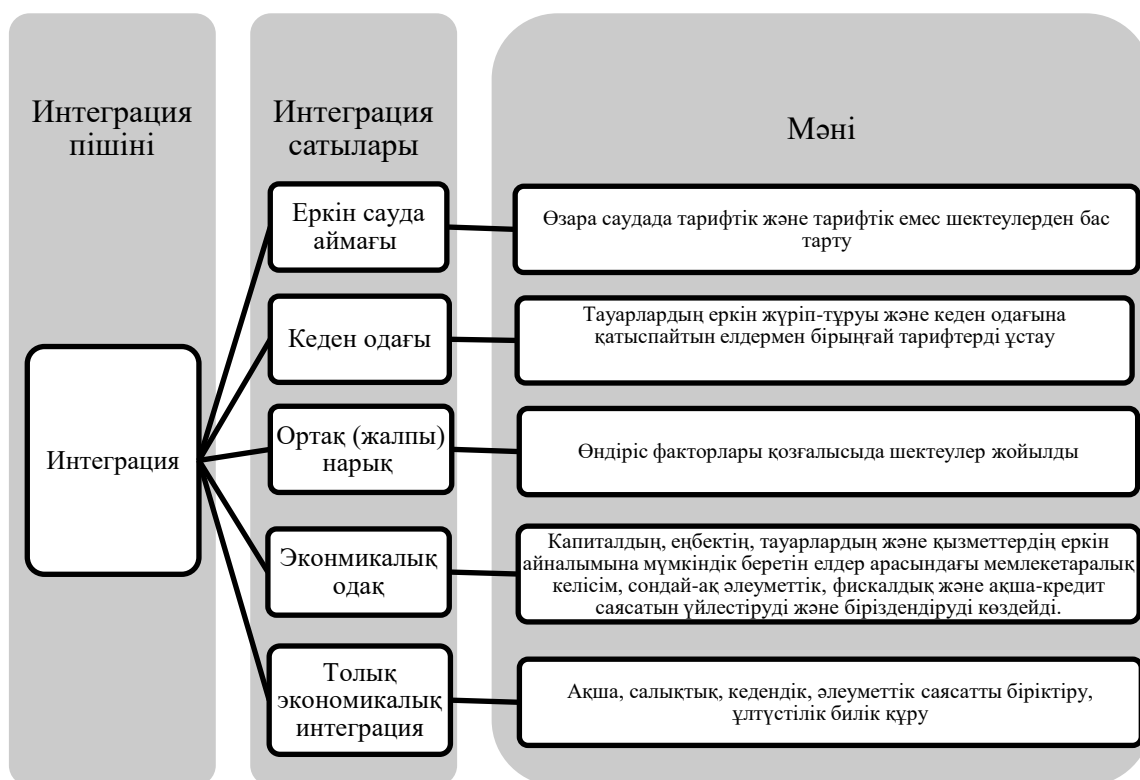 Интеграция
пішіні
Интеграция
сатылары
Мәні
Интеграция
Еркін сауда
аймағы
Өзара саудада тарифтік және тарифтік емес шектеулерден бас
тарту
Кеден одағы
Тауарлардың еркін жүріп-тұруы және кеден одағына
қатыспайтын елдермен бірыңғай тарифтерді ұстау
Ортақ (жалпы)
нарық
Өндіріс факторлары қозғалысыда шектеулер жойылды
Эконмикалық
одақ
Капиталдың, еңбектің, тауарлардың және қызметтердің еркін
айналымына мүмкіндік беретін елдер арасындағы мемлекетаралық
келісім, сондай-ақ әлеуметтік, фискалдық және ақша-кредит
саясатын үйлестіруді және біріздендіруді көздейді.
Толық
экономикалық
интеграция
Ақша, салықтық, кедендік, әлеуметтік саясатты біріктіру,
ұлтүстілік билік құру